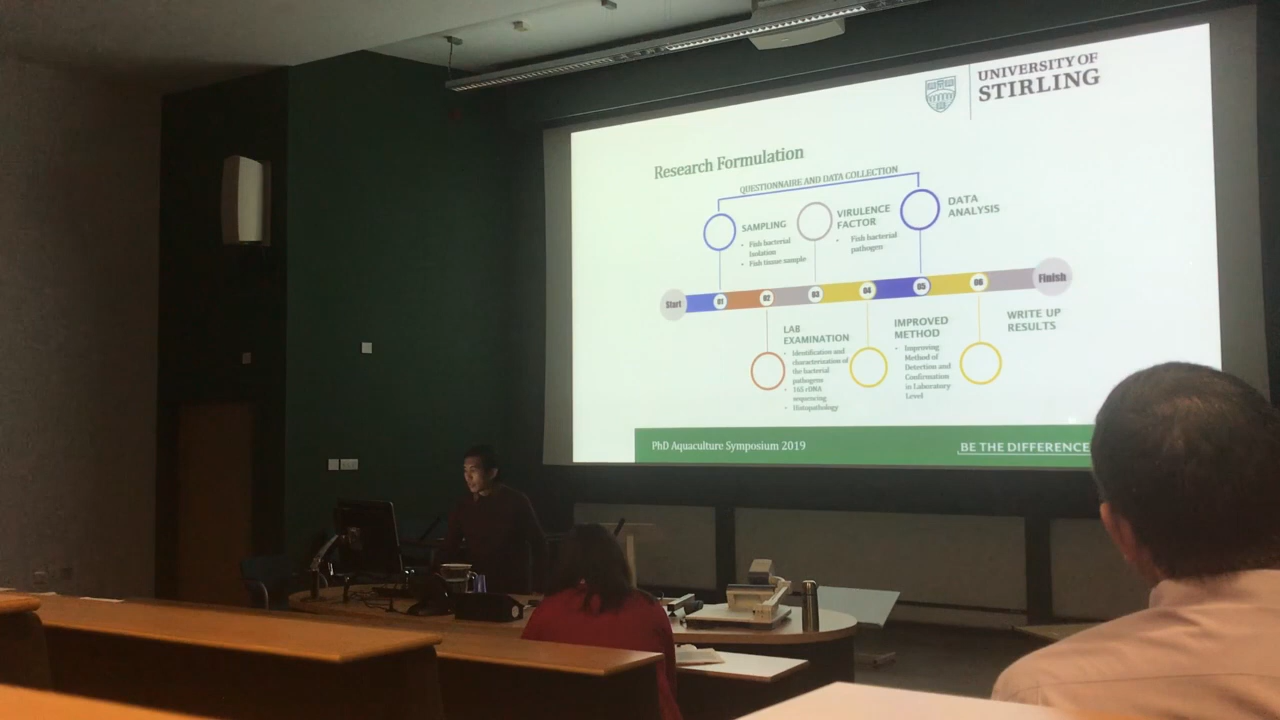 UNIVERSITY OF
STIRLING
Research Formulation
QUESTIONNAIRE AND DATA COLLECTION
SAMPLING
• Fish bacterial
Isolation
• Fish tissue sample
VIRULENCE
FACTOR
• Fish bacterial
pathogen
DATA
ANALYSIS
Start
01
02
03
04
05
06
Finish
LAB
EXAMINATION
• Identification and
characterization of
the bacterial
pathogens
• 16S rDNA
sequencing
• Histopathology
IMPROVED
METHOD
• Improving
Method of
Detection and
Confirmation
in Laboratory
Level
WRITE UP
RESULTS
PhD Aquaculture Symposium 2019
BE THE DIFFERENCE